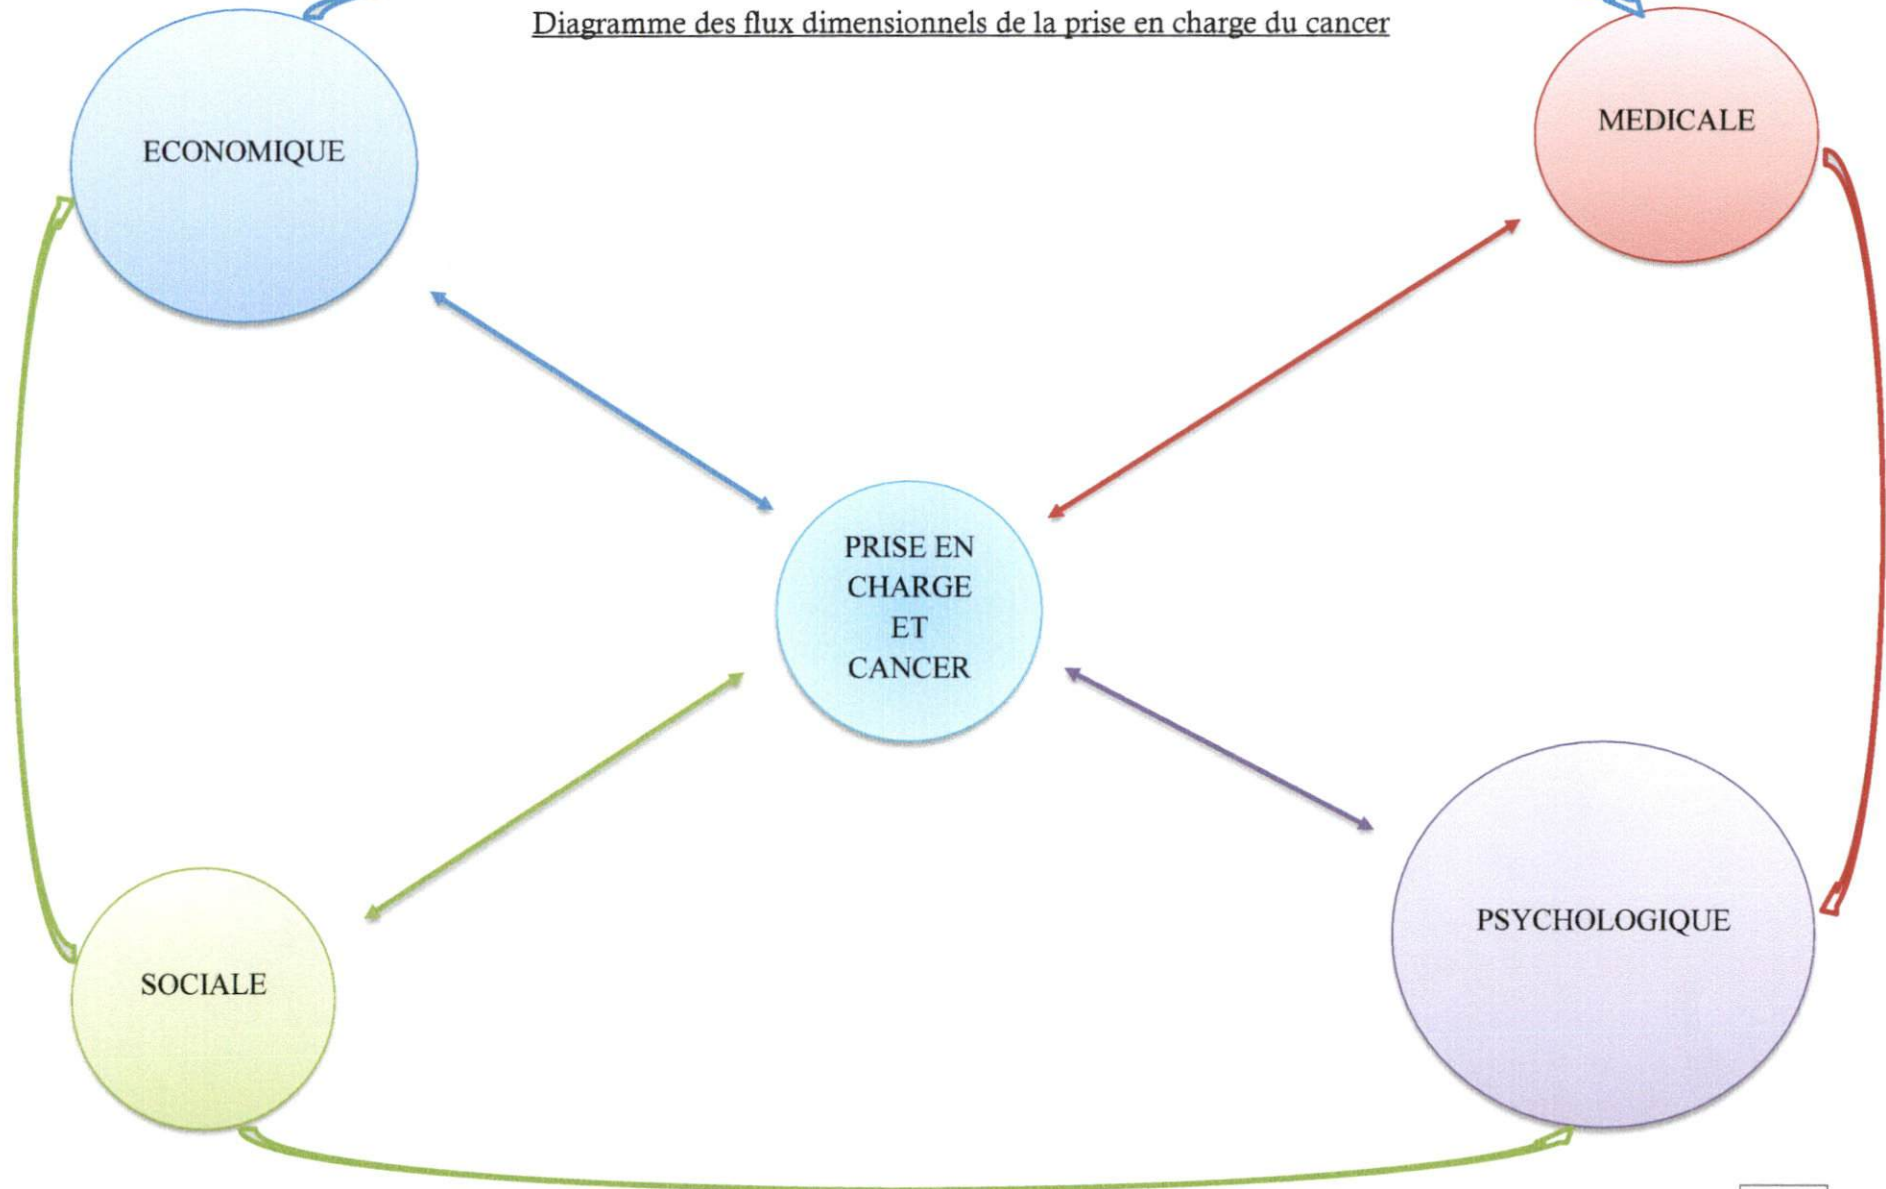 Diagramme des flux dimensionnels de la prise en charge du cancer
ECONOMIQUE
MEDICALE
PRISE EN
CHARGE
ET
CANCER
PSYCHOLOGIQUE
SOCIALE